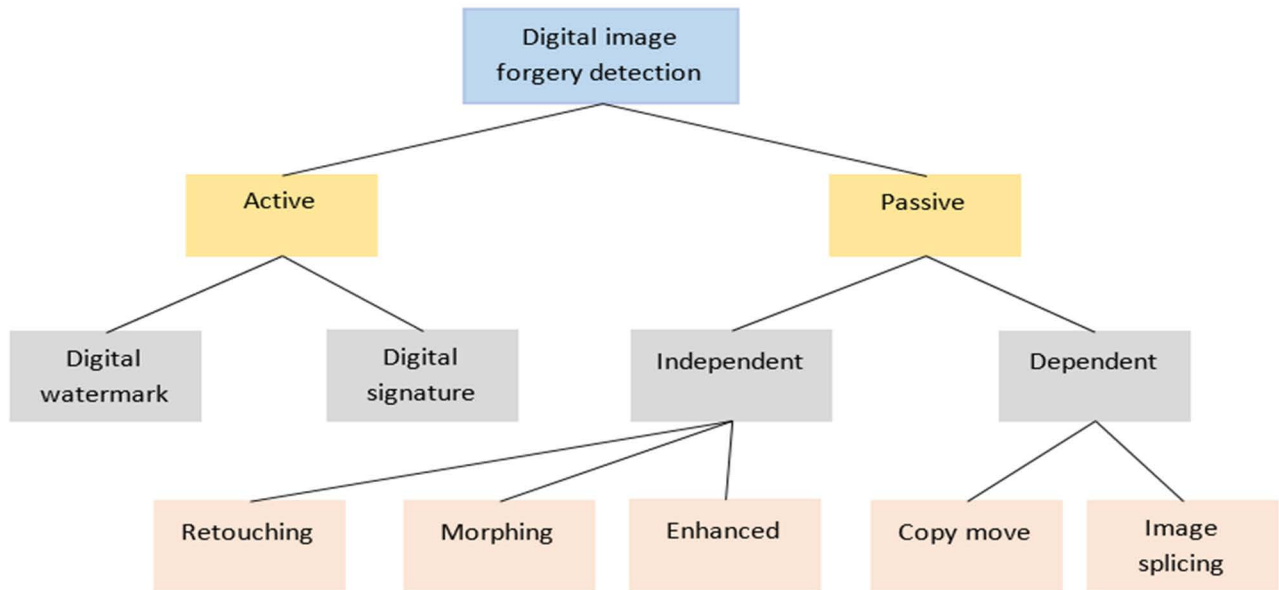 Digital image
forgery detection
Active
Passive
Digital
watermark
Digital
signature
Independent
Dependent
Retouching
Morphing
Enhanced
Copy move
Image
splicing